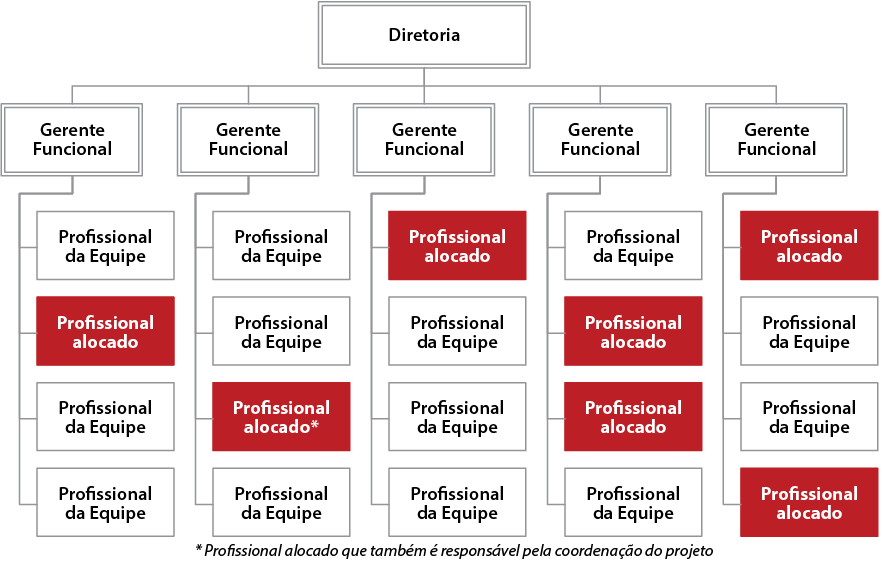 Diretoria
Gerente
Funcional
Gerente
Funcional
Gerente
Funcional
Gerente
Funcional
Gerente
Funcional
Profissional
da Equipe
Profissional
da Equipe
Profissional
alocado
Profissional
da Equipe
Profissional
alocado
Profissional
alocado
Profissional
da Equipe
Profissional
da Equipe
Profissional
alocado
Profissional
da Equipe
Profissional
da Equipe
Profissional
alocado*
Profissional
da Equipe
Profissional
alocado
Profissional
da Equipe
Profissional
da Equipe
Profissional
da Equipe
Profissional
da Equipe
Profissional
da Equipe
Profissional
alocado
* Profissional alocado que também é responsável pela coordenação do projeto